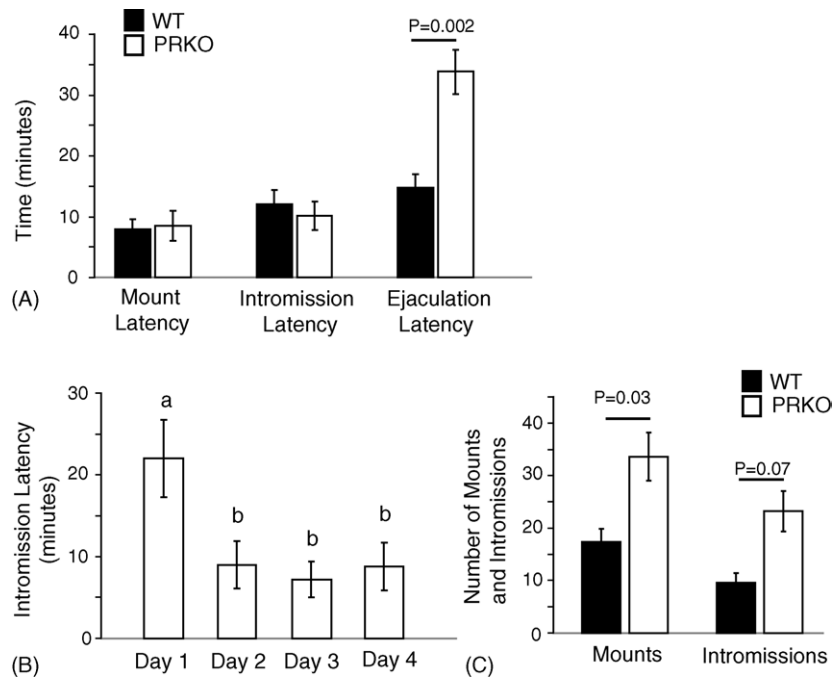 WT
PRKO
P=0.002
40
30
20
10
0
Time (minutes)
Mount Latency
Intromission Latency
Ejaculation Latency
(A)
30
20
10
0
Intromission Latency
(minutes)
a
b
b
b
Day 1
Day 2
Day 3
Day 4
(B)
WT
PRKO
P=0.03
P=0.07
40
30
20
10
0
Number of Mounts
and Intromissions
Mounts
Intromissions
(C)